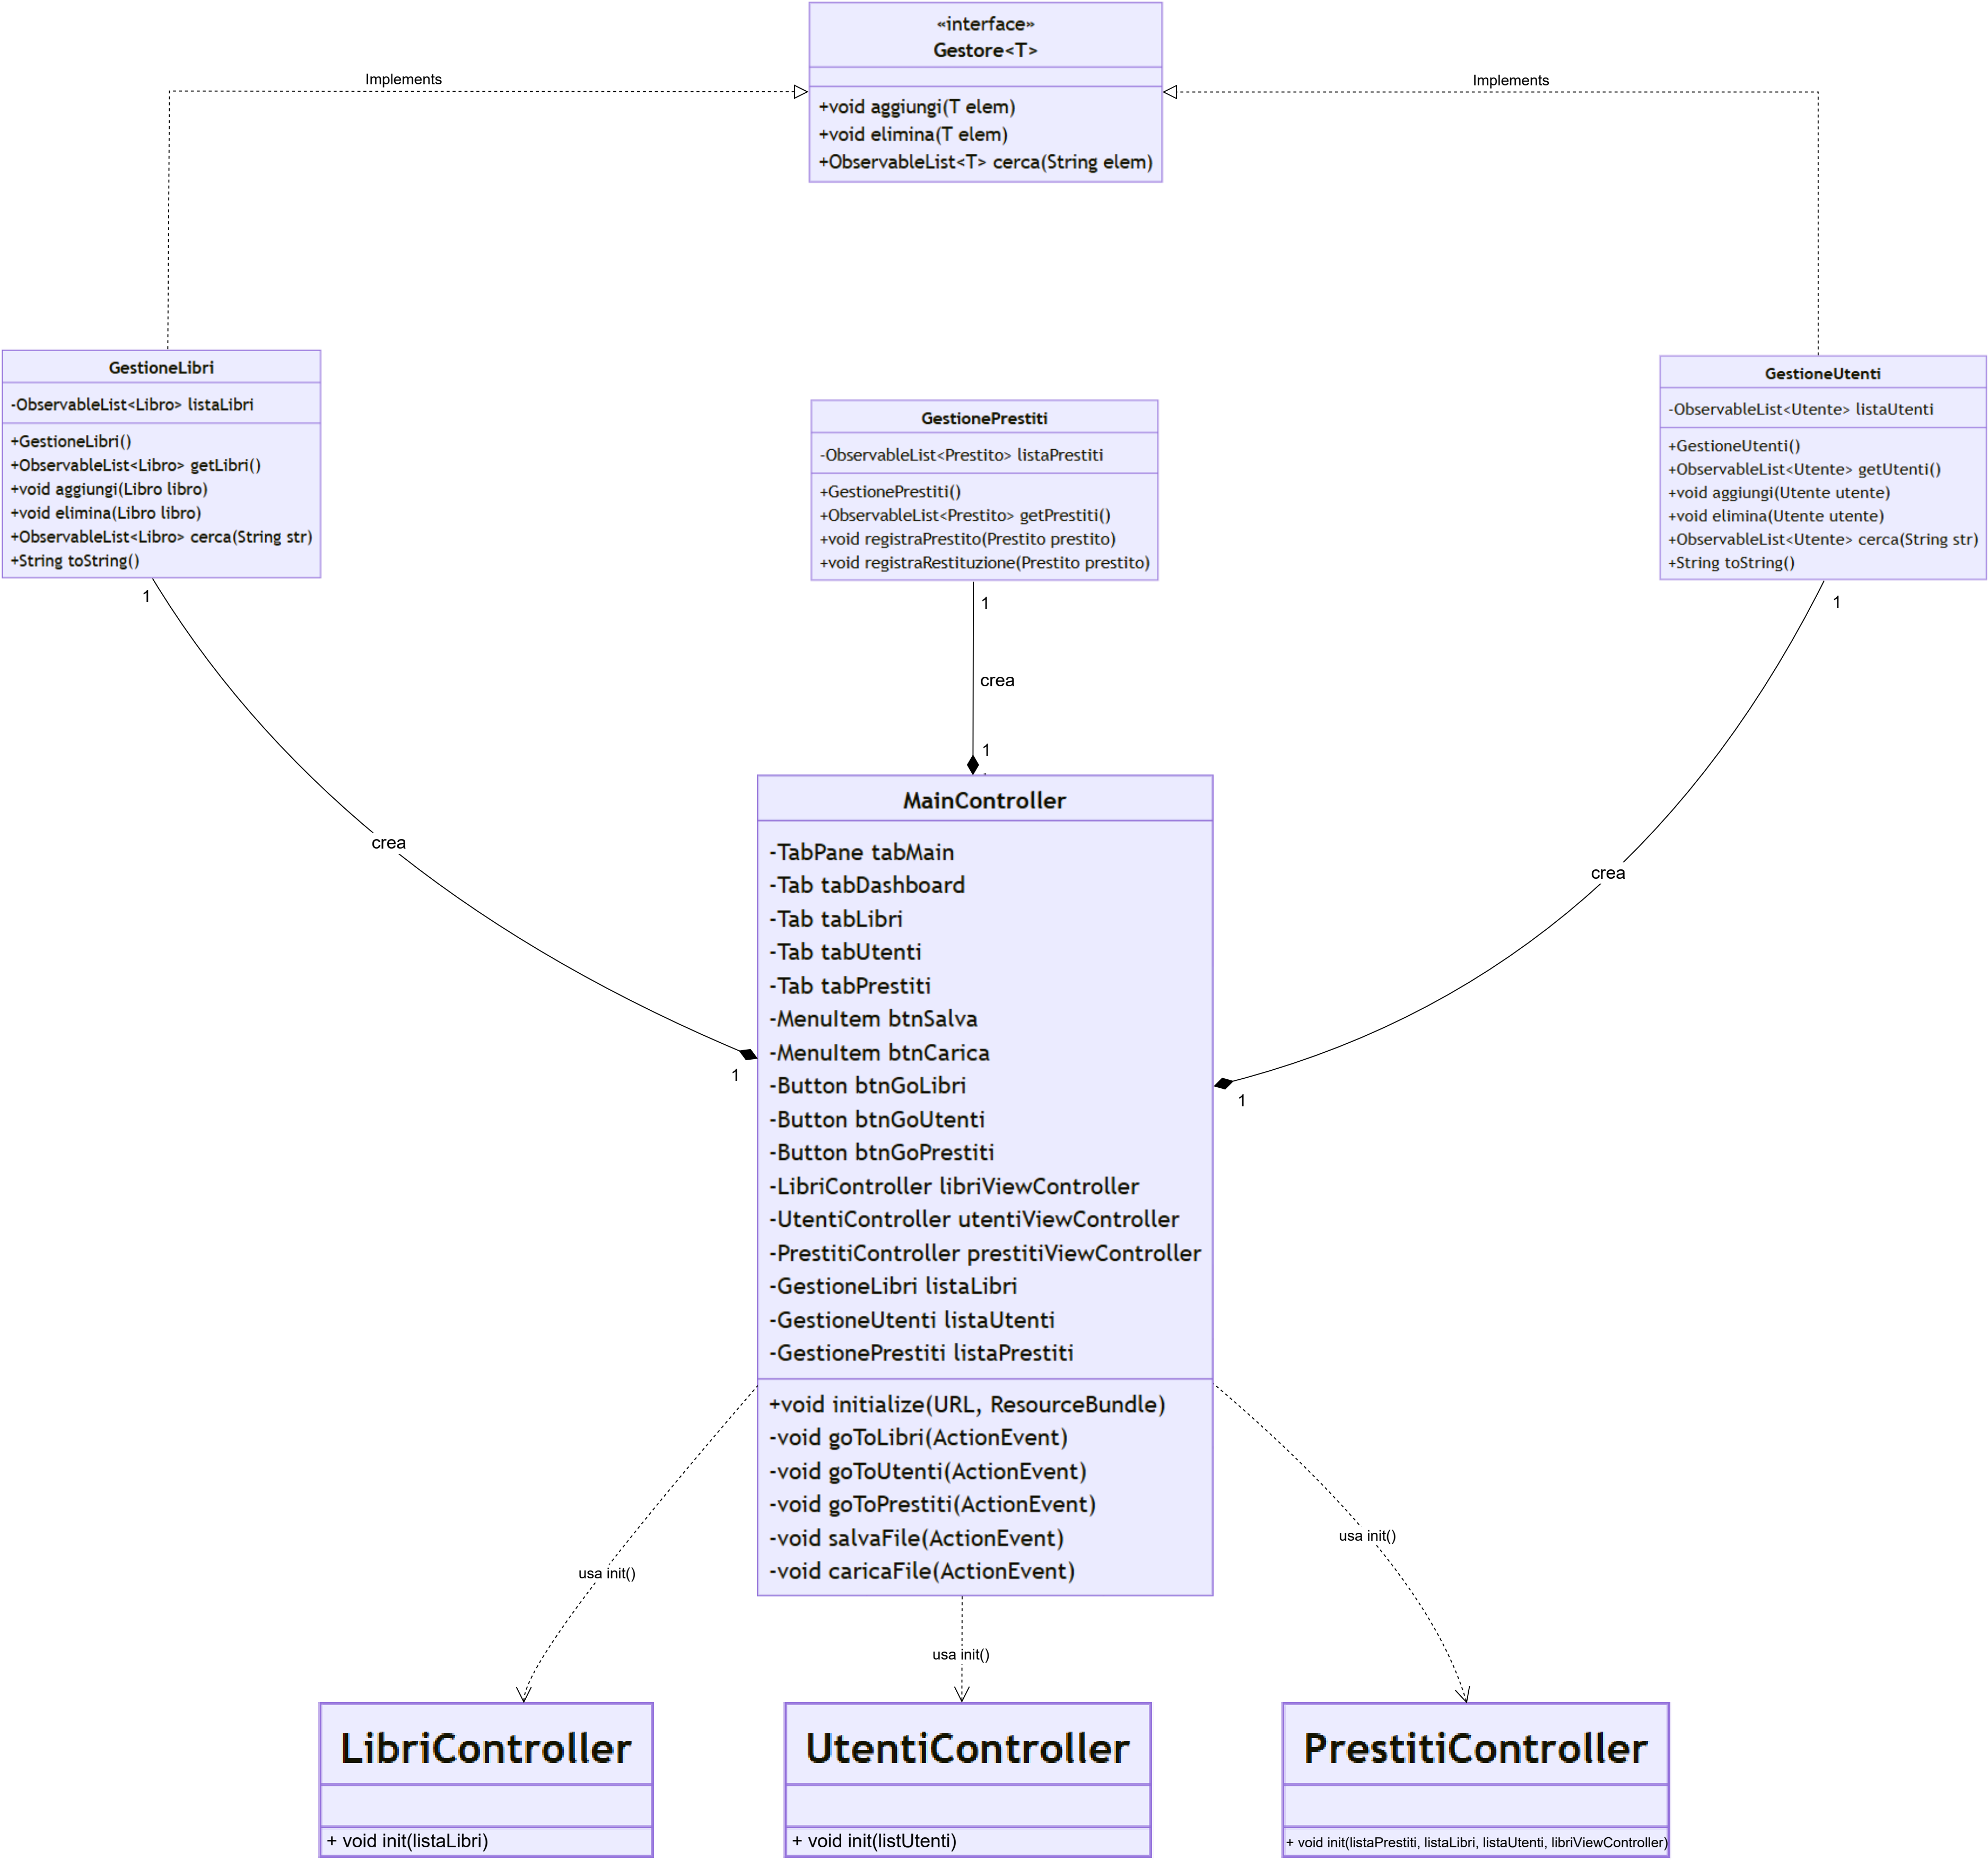 «interface»
Gestore<T>
+void aggiungi(T elem)
+void elimina(T elem)
+ObservableList<T> cerca(String elem)
Implements
Implements
GestioneLibri
-ObservableList<Libro> listaLibri
+GestioneLibri()
+ObservableList<Libro> getLibri()
+void aggiungi(Libro libro)
+void elimina(Libro libro)
+ObservableList<Libro> cerca(String str)
+String toString()
GestionePrestiti
-ObservableList<Prestito> listaPrestiti
+GestionePrestiti()
+ObservableList<Prestito> getPrestiti()
+void registraPrestito(Prestito prestito)
+void registraRestituzione(Prestito prestito)
GestioneUtenti
-ObservableList<Utente> listaUtenti
+GestioneUtenti()
+ObservableList<Utente> getUtenti()
+void aggiungi(Utente utente)
+void elimina(Utente utente)
+ObservableList<Utente> cerca(String str)
+String toString()
1
1
1
crea
1
crea
crea
1
1
MainController
-TabPane tabMain
-Tab tabDashboard
-Tab tabLibri
-Tab tabUtenti
-Tab tabPrestiti
-MenuItem btnSalva
-MenuItem btnCarica
-Button btnGoLibri
-Button btnGoUtenti
-Button btnGoPrestiti
-LibriController libriViewController
-UtentiController utentiViewController
-PrestitiController prestitiViewController
-GestioneLibri listaLibri
-GestioneUtenti listaUtenti
-GestionePrestiti listaPrestiti
+void initialize(URL, ResourceBundle)
-void goToLibri(ActionEvent)
-void goToUtenti(ActionEvent)
-void goToPrestiti(ActionEvent)
-void salvaFile(ActionEvent)
-void caricaFile(ActionEvent)
usa init()
usa init()
usa init()
LibriController
+ void init(listaLibri)
UtentiController
+ void init(listUtenti)
PrestitiController
+ void init(listaPrestiti, listaLibri, listaUtenti, libriViewController)